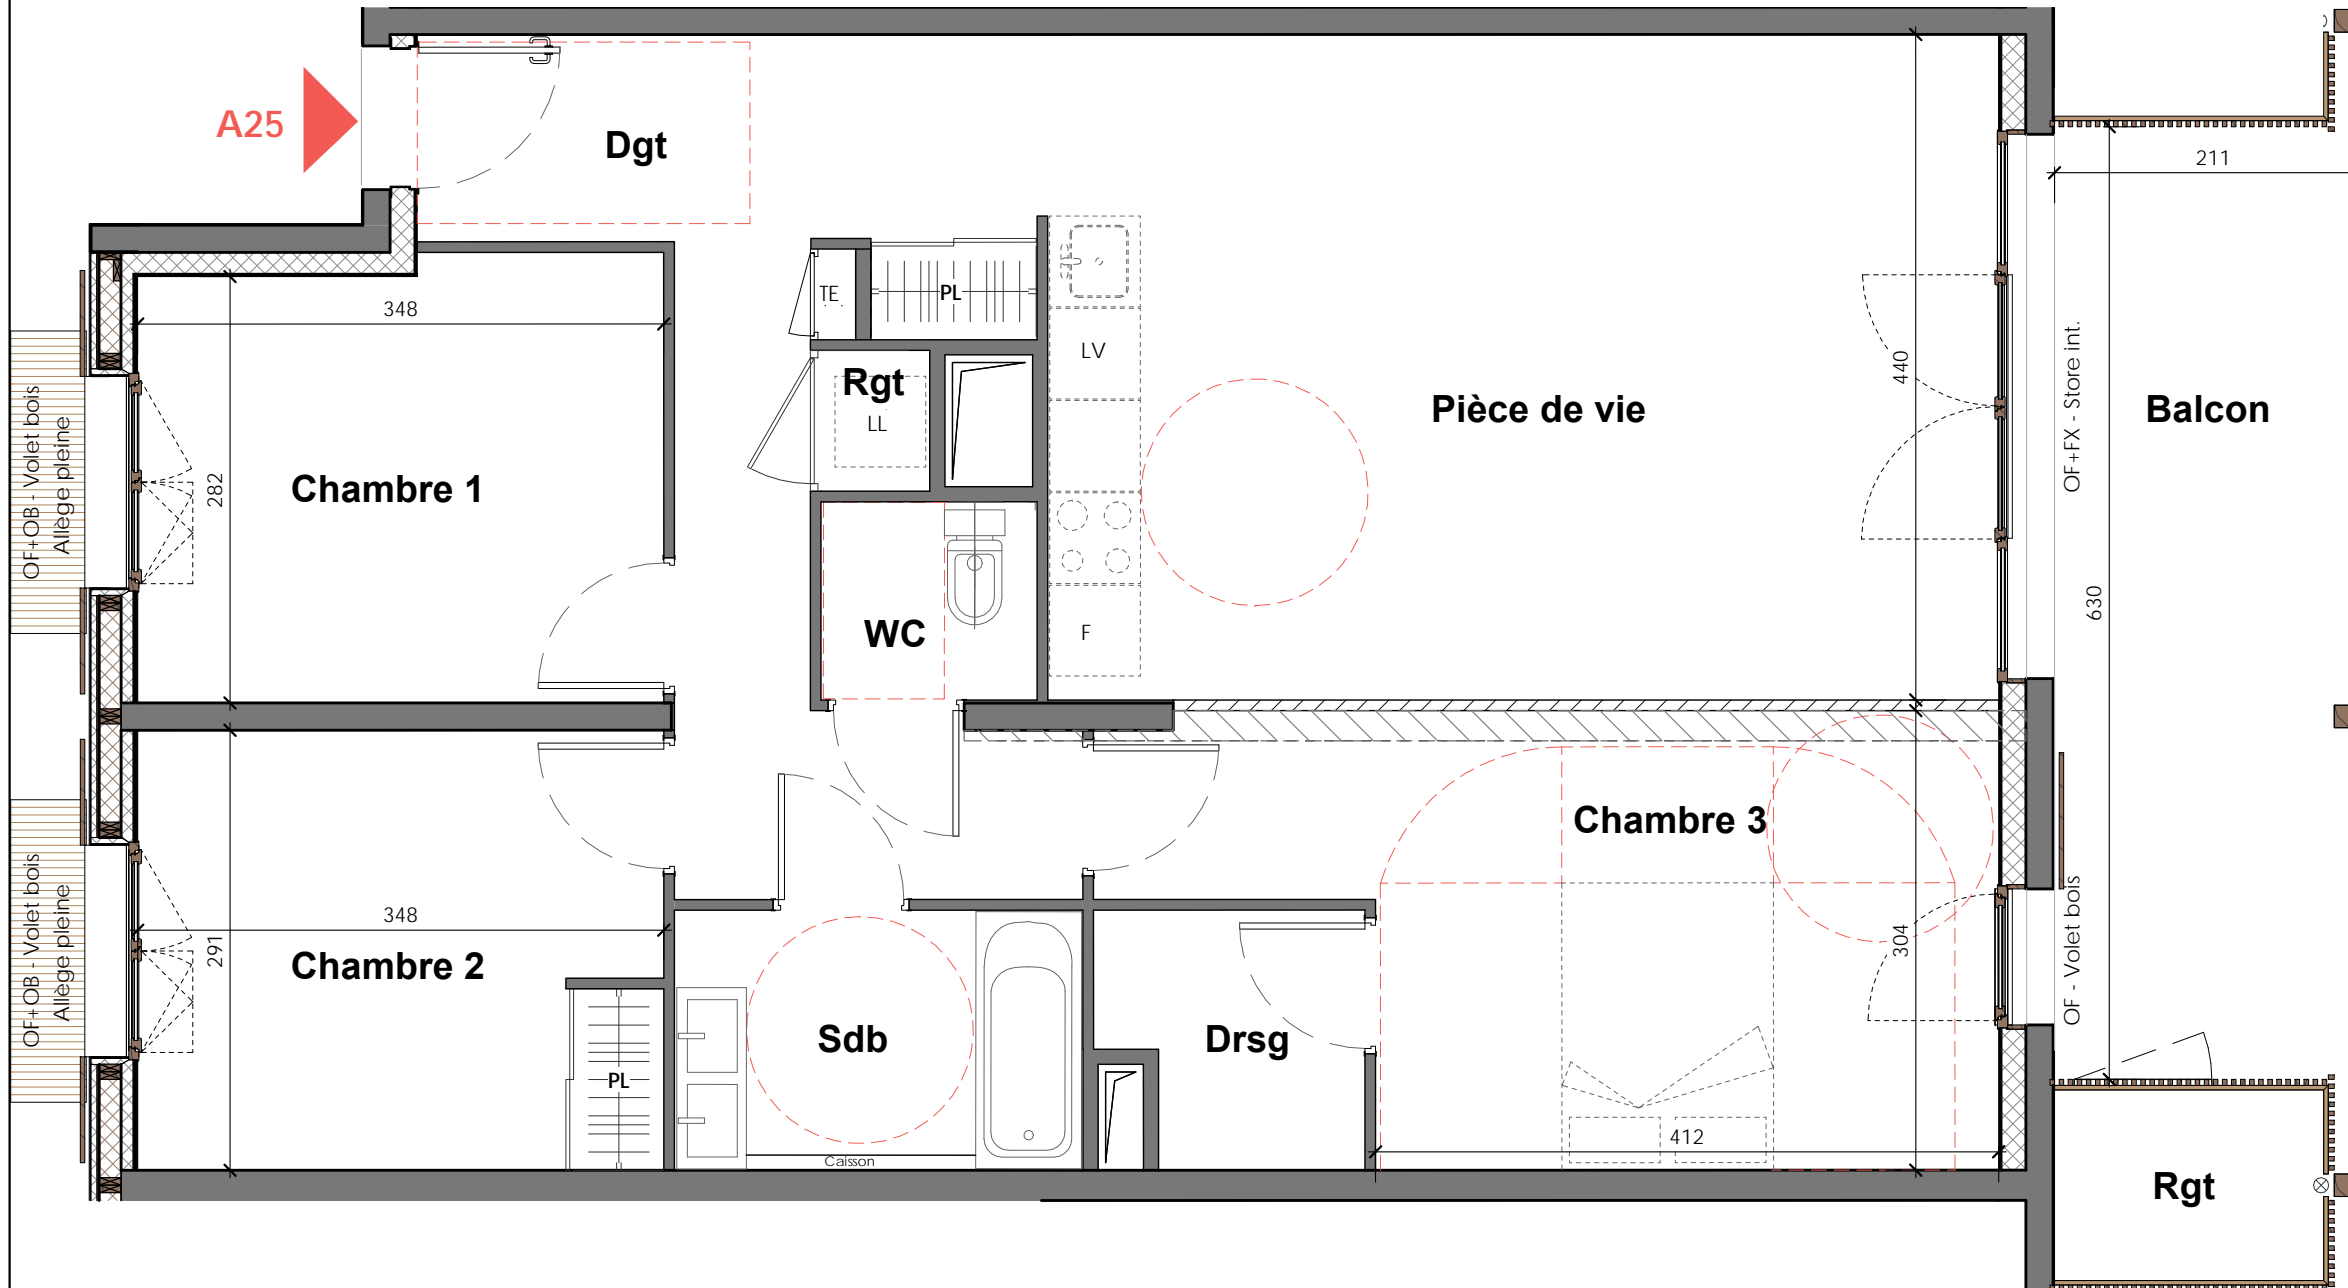 A25
Dgt
211
348
TE
PL
LV
Rgt
LL
440
OF+FX - Store int.
Pièce de vie
Balcon
OF+OB - Volet bois
Allège pleine
282
Chambre 1
630
F
WC
Chambre 3
348
291
Chambre 2
OF+OB - Volet bois
Allège pleine
304
OF - Volet bois
Sdb
Drsg
PL
412
Caisson
Rgt